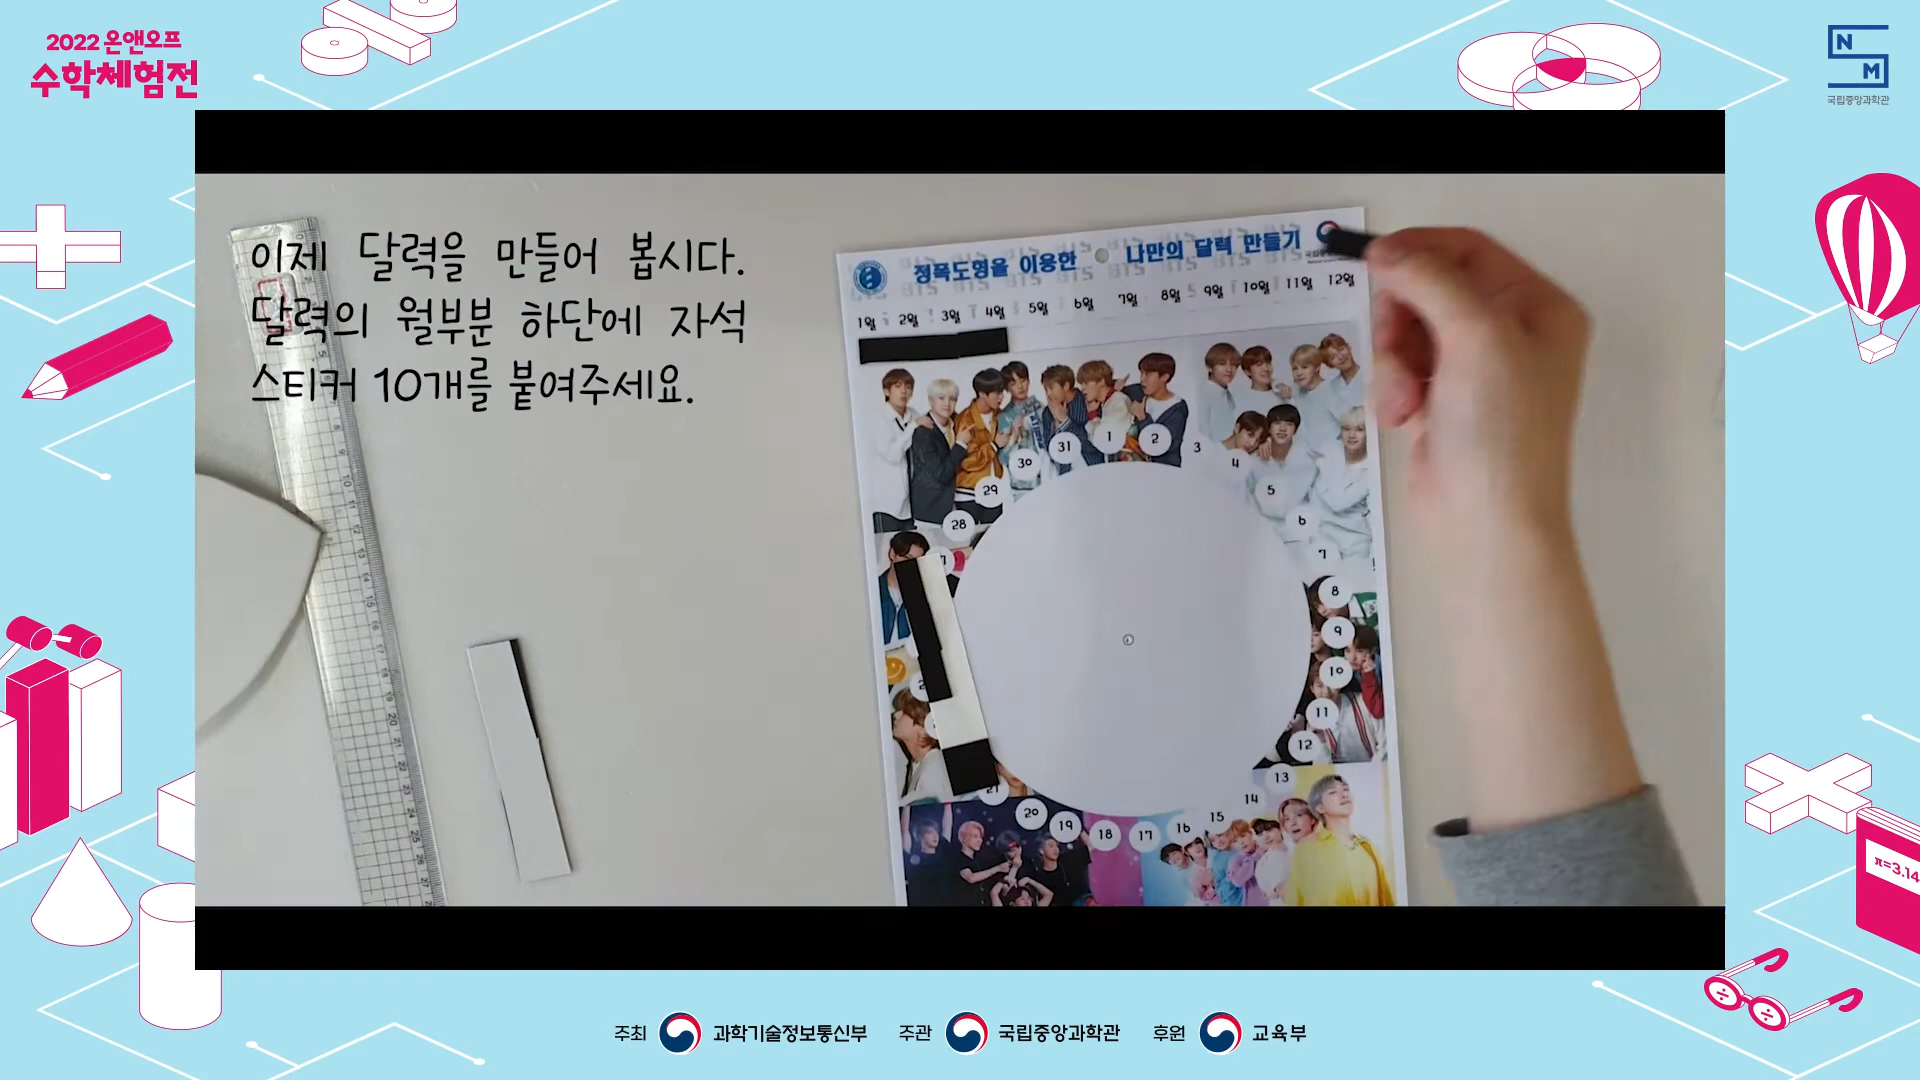 2022 온앤오프
수학체험전
N
M
국립중앙과학관
이제 달력을 만들어 봅시다.
달력의 월부분 하단에 자석
스티커 10개를 붙여주세요.
정폭도형을 이용한 나만의 달력 만들기
BTS BTS
1월 2월 3월 4월 5월 6월 7월 8월 9월 10월 11월 12월
31 1 2 3
30 4
29 5
28 6
7
8
9
10
11
12
21 13
20 19 18 17 16 15 14
π=3.14
주최 과학기술정보통신부 주관 국립중앙과학관 후원 교육부